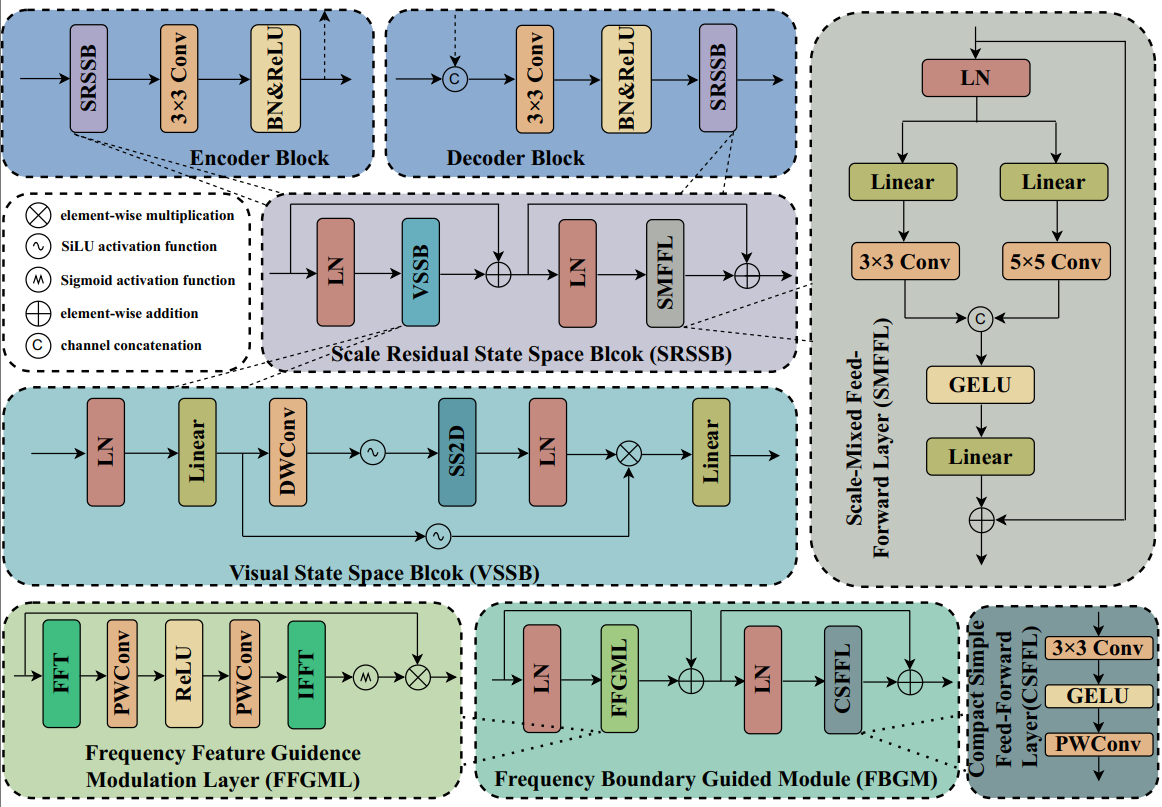 SRSSB
3×3 Conv
BN&ReLU
Encoder Block
C
3×3 Conv
BN&ReLU
SRSSB
Decoder Block
element-wise multiplication
SiLU activation function
Sigmoid activation function
element-wise addition
C channel concatenation
LN
VSSB
LN
SMFFL
Scale Residual State Space Blcok (SRSSB)
LN
Linear
Linear
3×3 Conv
5×5 Conv
C
GELU
Linear
Scale-Mixed Feed-
Forward Layer (SMFFL)
LN
Linear
DWConv
SS2D
LN
Linear
Visual State Space Blcok (VSSB)
FFT
PWConv
ReLU
PWConv
IFFT
Frequency Feature Guidence
Modulation Layer (FFGML)
LN
FFGML
LN
CSFFL
Frequency Boundary Guided Module (FBGM)
Compact Simple
Feed-Forward
Layer(CSFFL)
3×3 Conv
GELU
PWConv